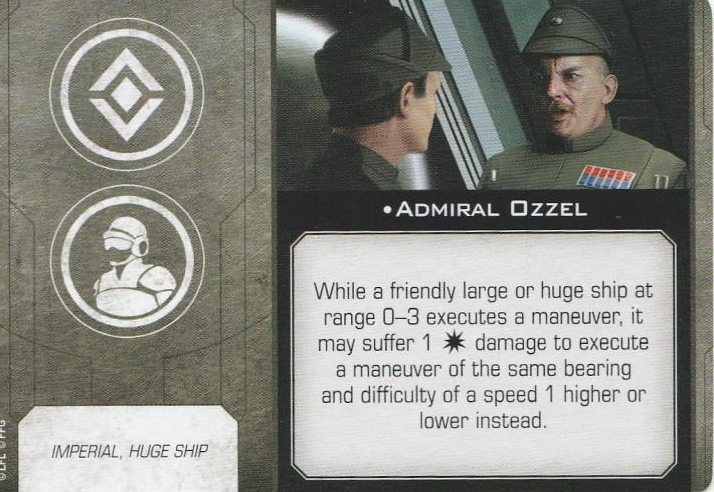 •Admiral Ozzel
While a friendly large or huge ship at
range 0–3 executes a maneuver, it
may suffer 1 damage to execute
a maneuver of the same bearing
and difficulty of a speed 1 higher or
lower instead.
IMPERIAL, HUGE SHIP
©LFL ©FFG